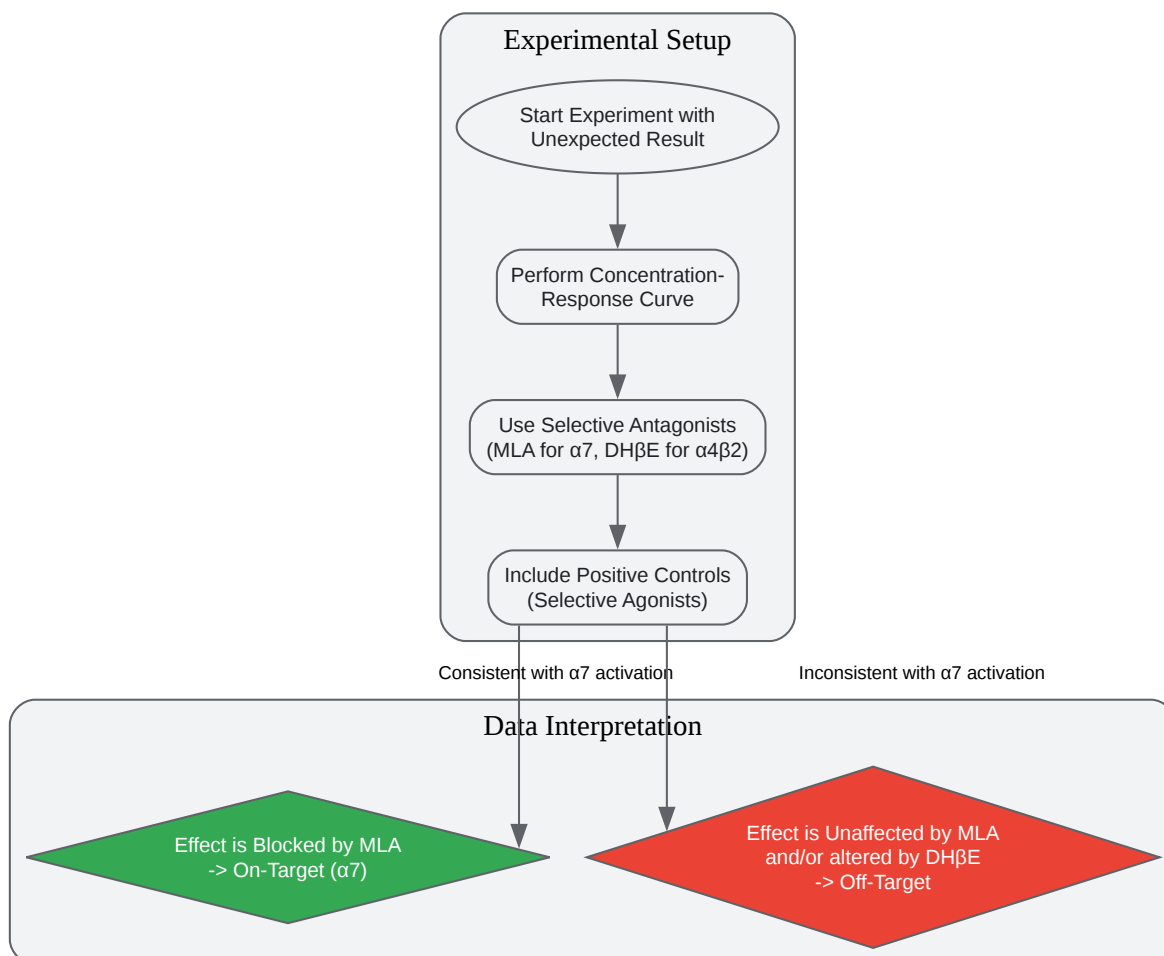 Experimental Setup
Start Experiment with
Unexpected Result
Perform Concentration-
Response Curve
Use Selective Antagonists
(MLA for α7, DHβE for α4β2)
Include Positive Controls
(Selective Agonists)
Consistent with α7 activation
Inconsistent with α7 activation
Data Interpretation
Effect is Blocked by MLA
-> On-Target (α7)
Effect is Unaffected by MLA
and/or altered by DHβE
-> Off-Target